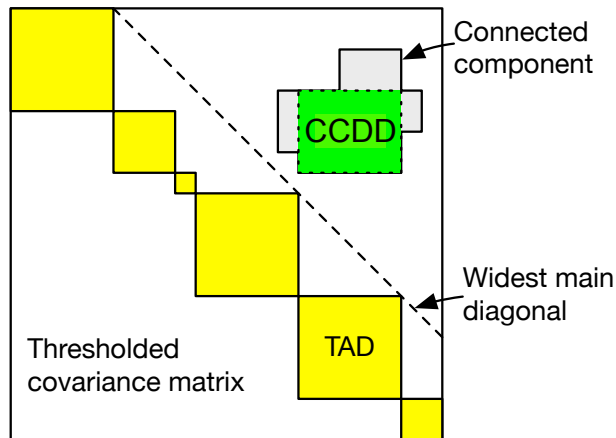 Connected
component
CCDD
Widest main
diagonal
TAD
Thresholded
covariance matrix